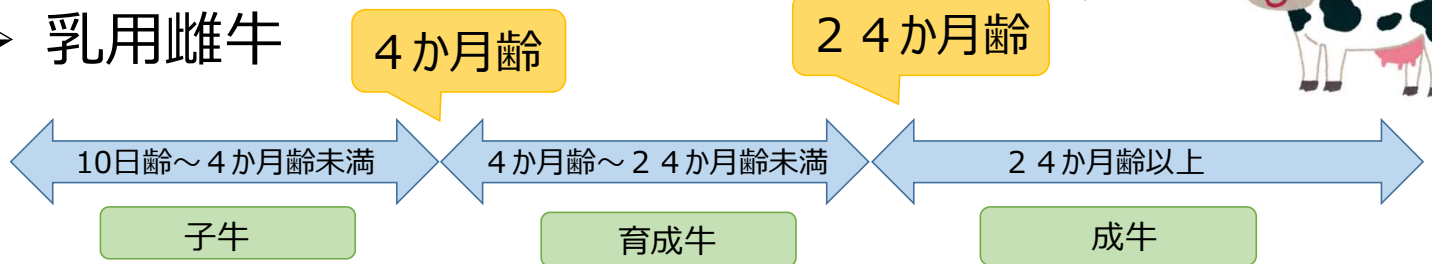 ➢ 乳用雌牛
４か月齢
２４か月齢
10日齢～４か月齢未満
４か月齢～２４か月齢未満
２４か月齢以上
子牛
育成牛
成牛